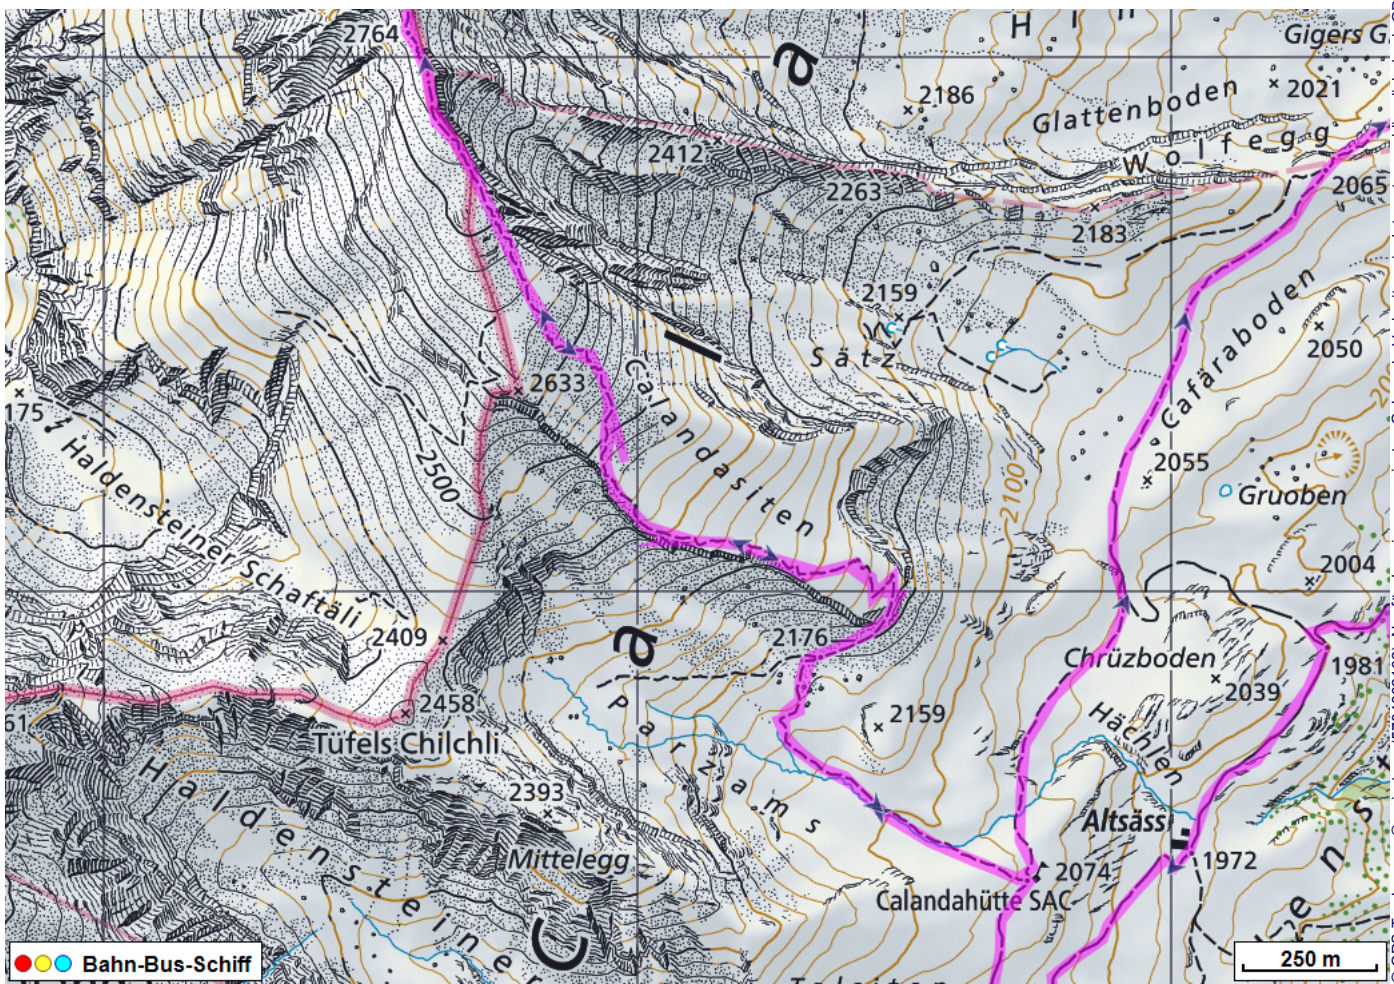 2764
a
H i n
Gigers G.
2186
2021
Glattenboden
Wolfegg
2412
2263
2065
2183
2159
Sätz
Cafäraboden
2050
l
2633
Calandasiten
175
Haldensteiner Schaftäli
2500
2055
2100
Gruoben
2004
2409
a
2176
Chrüzboden
1981
2039
61
2458
Tüfels Chilchli
Parzams
2159
Hächlen
2393
Altsäss
Mittelegg
2074
1972
Calandahütte SAC
Haldensteiner
C
Bahn-Bus-Schiff
250 m